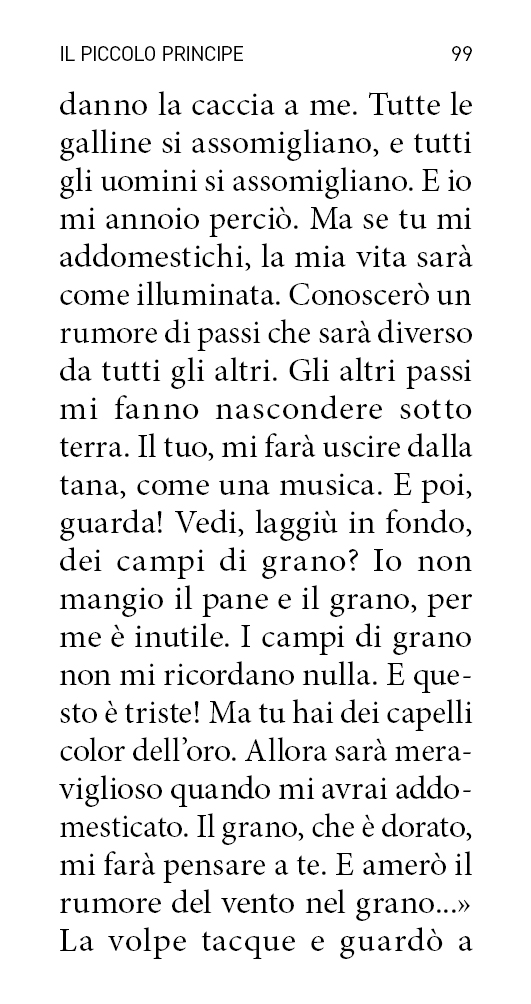 IL PICCOLO PRINCIPE 99
danno la caccia a me. Tutte le
galline si assomigliano, e tutti
gli uomini si assomigliano. E io
mi annoio perciò. Ma se tu mi
addomestichi, la mia vita sarà
come illuminata. Conoscerò un
rumore di passi che sarà diverso
da tutti gli altri. Gli altri passi
mi fanno nascondere sotto
terra. Il tuo, mi farà uscire dalla
tana, come una musica. E poi,
guarda! Vedi, laggiù in fondo,
dei campi di grano? Io non
mangio il pane e il grano, per
me è inutile. I campi di grano
non mi ricordano nulla. E que-
sto è triste! Ma tu hai dei capelli
color dell’oro. Allora sarà mera-
viglioso quando mi avrai addo-
mesticato. Il grano, che è dorato,
mi farà pensare a te. E amerò il
rumore del vento nel grano...»
La volpe tacque e guardò a